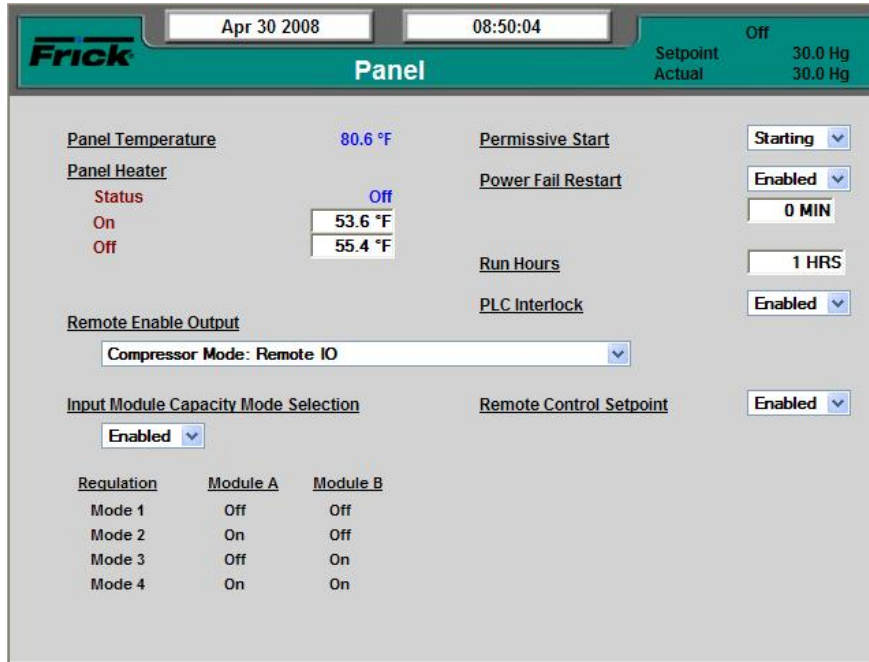 Apr 30 2008 08:50:04 Off
Frick
Panel
Setpoint 30.0 Hg
Actual 30.0 Hg
Panel Temperature 80.6 °F
Panel Heater
Status Off
On 53.6 °F
Off 55.4 °F
Remote Enable Output
Compressor Mode: Remote IO
Input Module Capacity Mode Selection
Enabled
Regulation Module A Module B
Mode 1 Off Off
Mode 2 On Off
Mode 3 Off On
Mode 4 On On
Permissive Start Starting
Power Fail Restart Enabled
0 MIN
Run Hours 1 HRS
PLC Interlock Enabled
Remote Control Setpoint Enabled